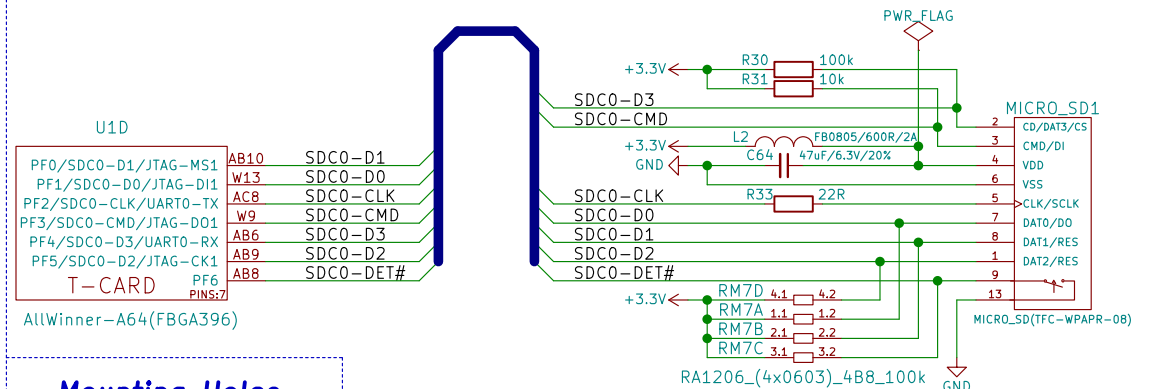 PWR_FLAG
+3.3V R30 100k
R31 10k
SDC0-D3
SDC0-CMD
MICRO_SD1
2 CD/DAT3/CS
3 CMD/DI
+3.3V L2 FB0805/600R/2A
GND C64 47uF/6.3V/20%
4 VDD
6 VSS
U1D
PF0/SDC0-D1/JTAG-MS1 AB10 SDC0-D1
PF1/SDC0-D0/JTAG-DI1 W13 SDC0-D0
PF2/SDC0-CLK/UART0-TX AC8 SDC0-CLK
PF3/SDC0-CMD/JTAG-DO1 W9 SDC0-CMD
PF4/SDC0-D3/UART0-RX AB6 SDC0-D3
PF5/SDC0-D2/JTAG-CK1 AB9 SDC0-D2
PF6 AB8 SDC0-DET#
T-CARD
PINS:7
AllWinner-A64(FBGA396)
SDC0-CLK R33 22R 5 CLK/SCLK
SDC0-D0 7 DAT0/DO
SDC0-D1 8 DAT1/RES
SDC0-D2 1 DAT2/RES
SDC0-DET# 9
13
MICRO_SD(TFC-WPAPR-08)
+3.3V RM7D 4.1 4.2
RM7A 1.1 1.2
RM7B 2.1 2.2
RM7C 3.1 3.2
RA1206_(4x0603)_4B8_100k
GND
Mounting Holes